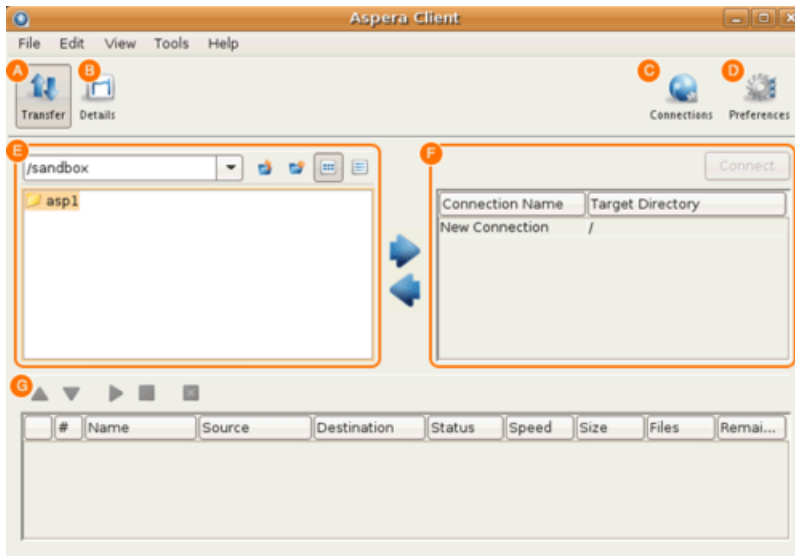 Aspera Client
File Edit View Tools Help
A B C D
Transfer Details Connections Preferences
E F
/sandbox Connect
asp1
Connection Name Target Directory
New Connection /
G
# Name Source Destination Status Speed Size Files Remai...